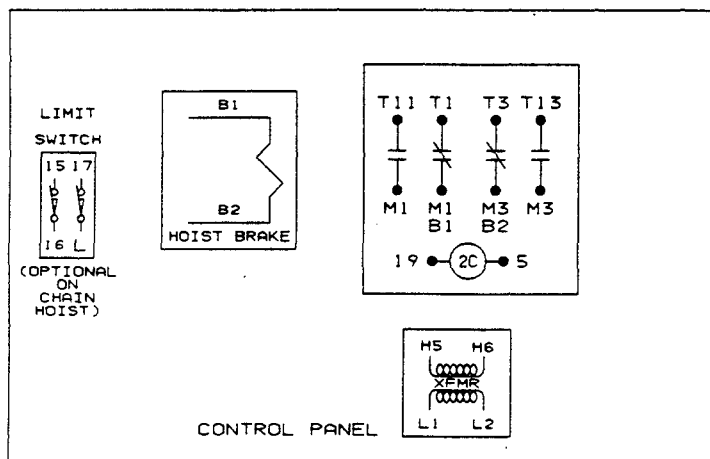 LIMIT
SWITCH
15 17
16 L
(OPTIONAL
ON
CHAIN
HOIST)
B1
B2
HOIST BRAKE
T11 T1 T3 T13
M1 M1 M3 M3
B1 B2
19 2C 5
H5 H6
XFMR
L1 L2
CONTROL PANEL